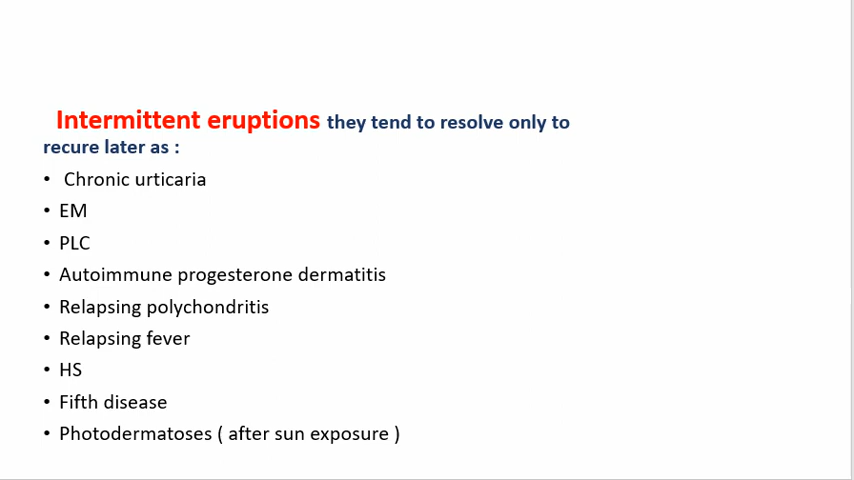 Intermittent eruptions they tend to resolve only to
recure later as :
• Chronic urticaria
• EM
• PLC
• Autoimmune progesterone dermatitis
• Relapsing polychondritis
• Relapsing fever
• HS
• Fifth disease
• Photodermatoses ( after sun exposure )